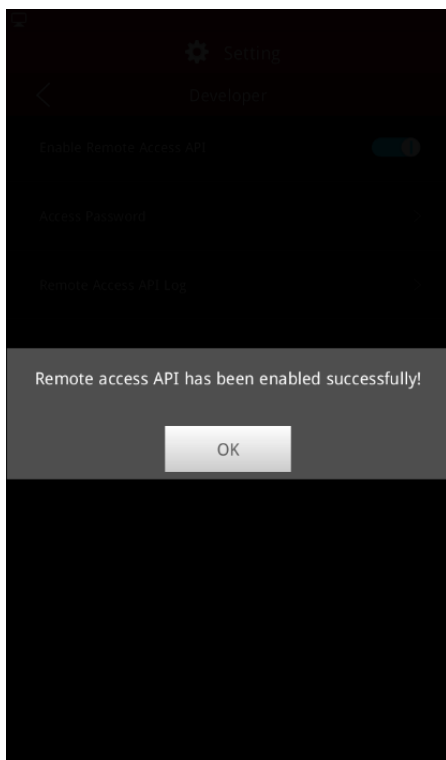 Setting
Developer
Enable Remote Access API
Access Password
Remote Access API Log
Remote access API has been enabled successfully!
OK